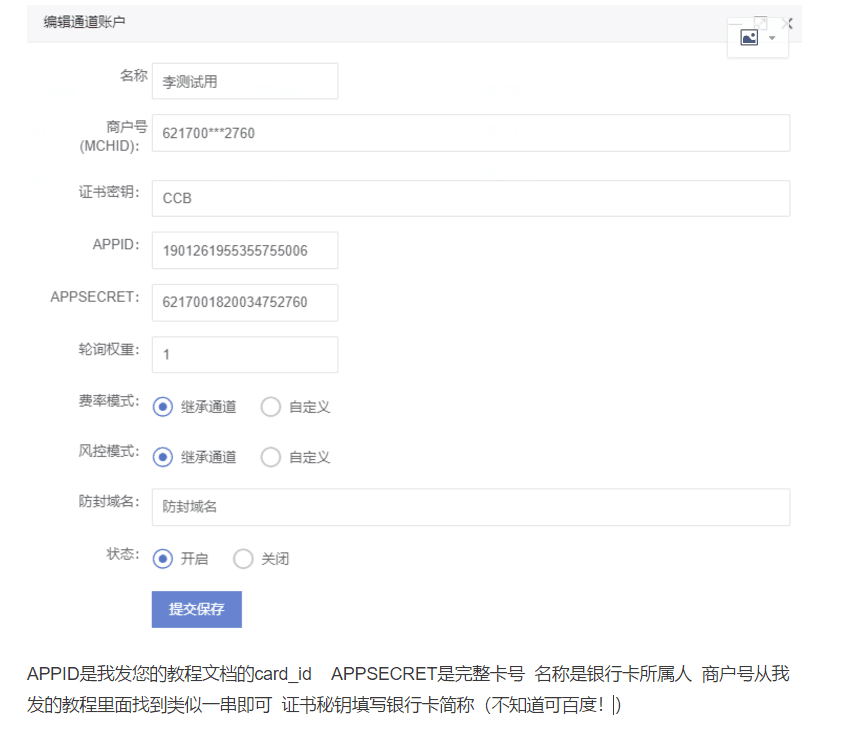 编辑通道账户
名称 李测试用
商户号 621700***2760
(MCHID):
证书密钥: CCB
APPID: 1901261955355755006
APPSECRET: 6217001820034752760
轮询权重: 1
费率模式: 继承通道 自定义
风控模式: 继承通道 自定义
防封域名: 防封域名
状态: 开启 关闭
提交保存
APPID是我发您的教程文档的card_id APPSECRET是完整卡号 名称是银行卡所属人 商户号从我
发的教程里面找到类似一串即可 证书秘钥填写银行卡简称（不知道可百度！）